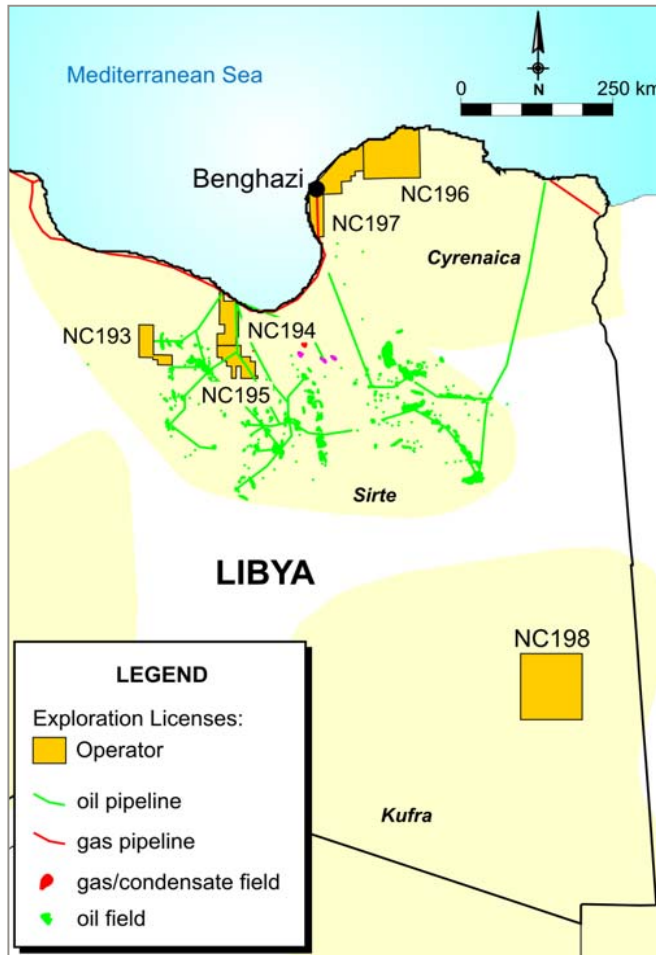 Mediterranean Sea
0
N
250 km
Benghazi
NC196
NC197
Cyrenaica
NC193
NC194
NC195
Sirte
LIBYA
NC198
LEGEND
Exploration Licenses:
Operator
oil pipeline
gas pipeline
gas/condensate field
oil field
Kufra